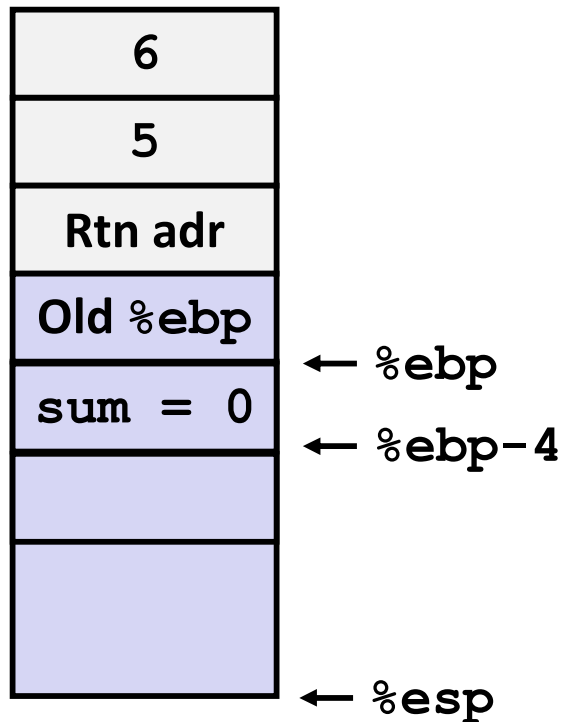 6
5
Rtn adr
Old %ebp
← %ebp
sum = 0
← %ebp-4
← %esp